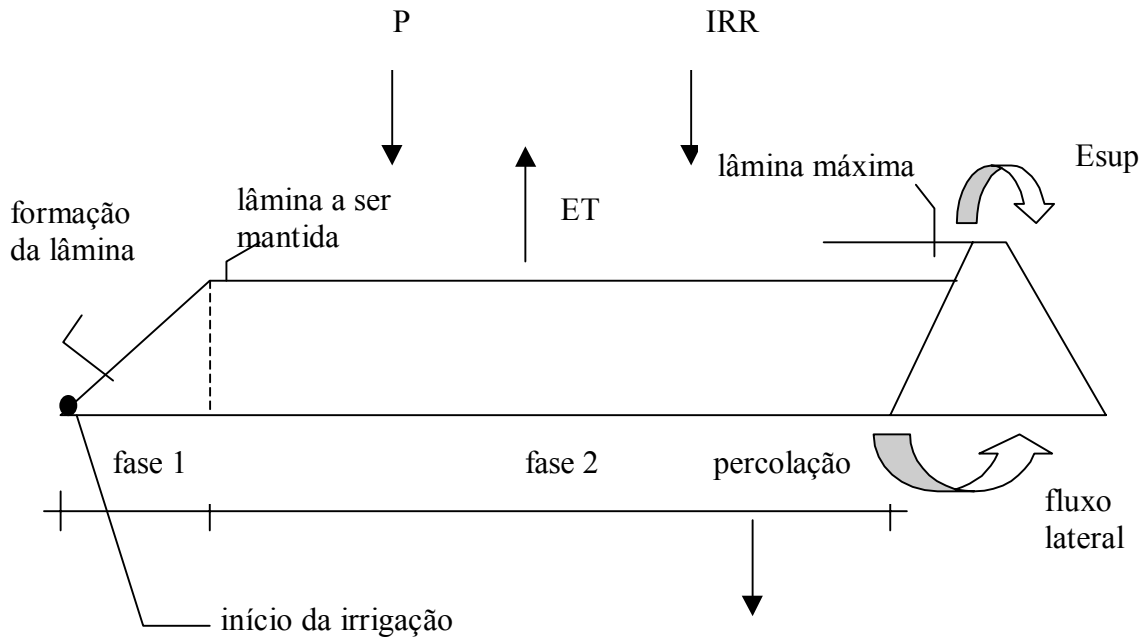 P
IRR
Esup
lâmina máxima
lâmina a ser
mantida
ET
formação
da lâmina
fase 1
fase 2
percolação
fluxo
lateral
início da irrigação